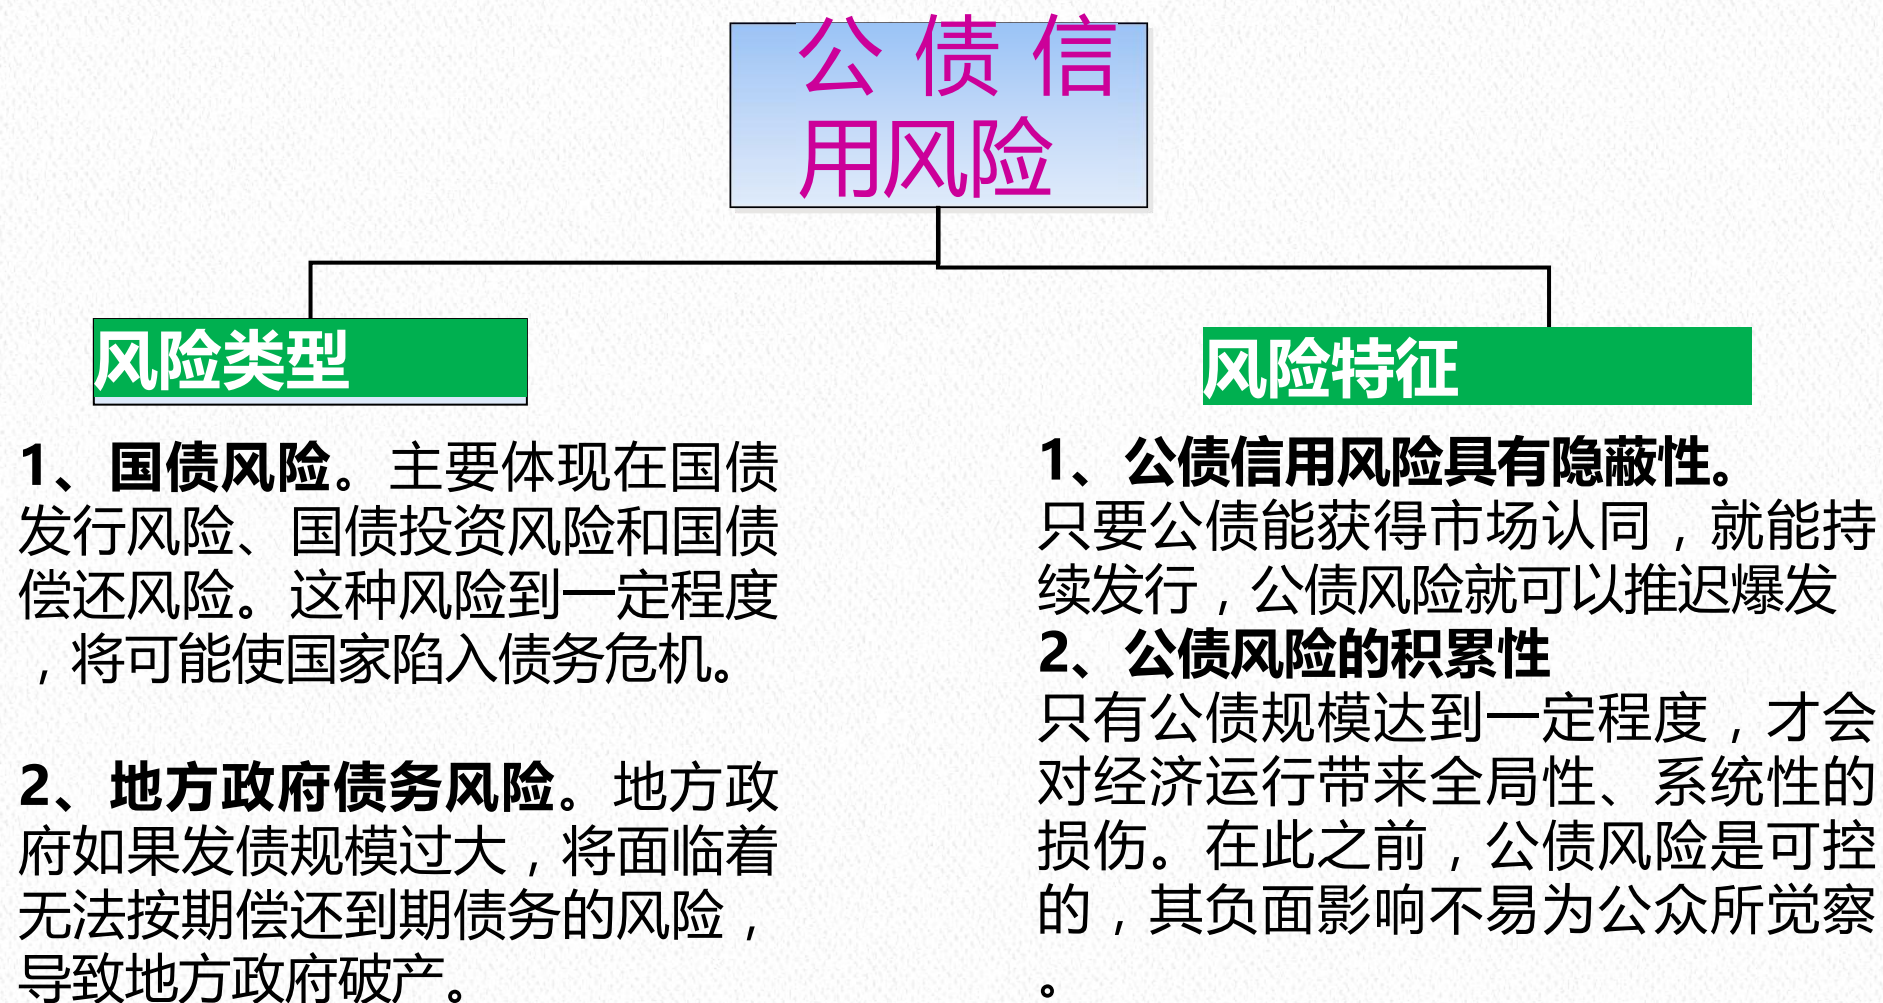 公债信
用风险
风险类型
1、国债风险。主要体现在国债
发行风险、国债投资风险和国债
偿还风险。这种风险到一定程度
，将可能使国家陷入债务危机。
2、地方政府债务风险。地方政
府如果发债规模过大，将面临着
无法按期偿还到期债务的风险，
导致地方政府破产。
风险特征
1、公债信用风险具有隐蔽性。
只要公债能获得市场认同，就能持
续发行，公债风险就可以推迟爆发
2、公债风险的积累性
只有公债规模达到一定程度，才会
对经济运行带来全局性、系统性的
损伤。在此之前，公债风险是可控
的，其负面影响不易为公众所觉察
。